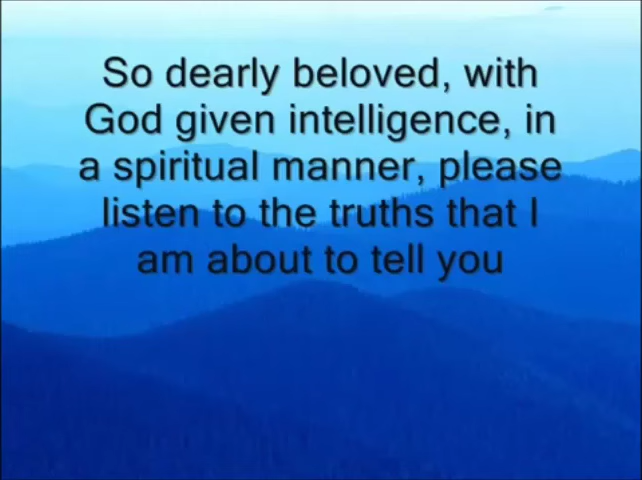 So dearly beloved, with
God given intelligence, in
a spiritual manner, please
listen to the truths that I
am about to tell you